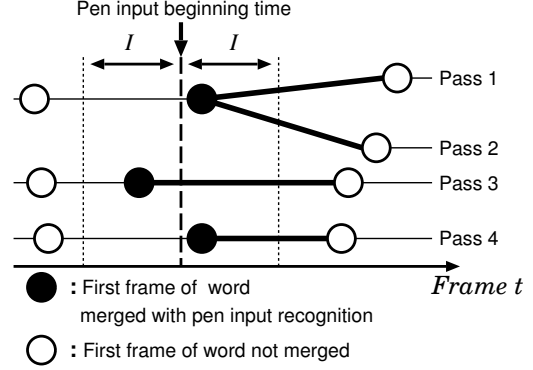 Pen input beginning time
I I
Pass 1
Pass 2
Pass 3
Pass 4
Frame t
: First frame of word
merged with pen input recognition
: First frame of word not merged